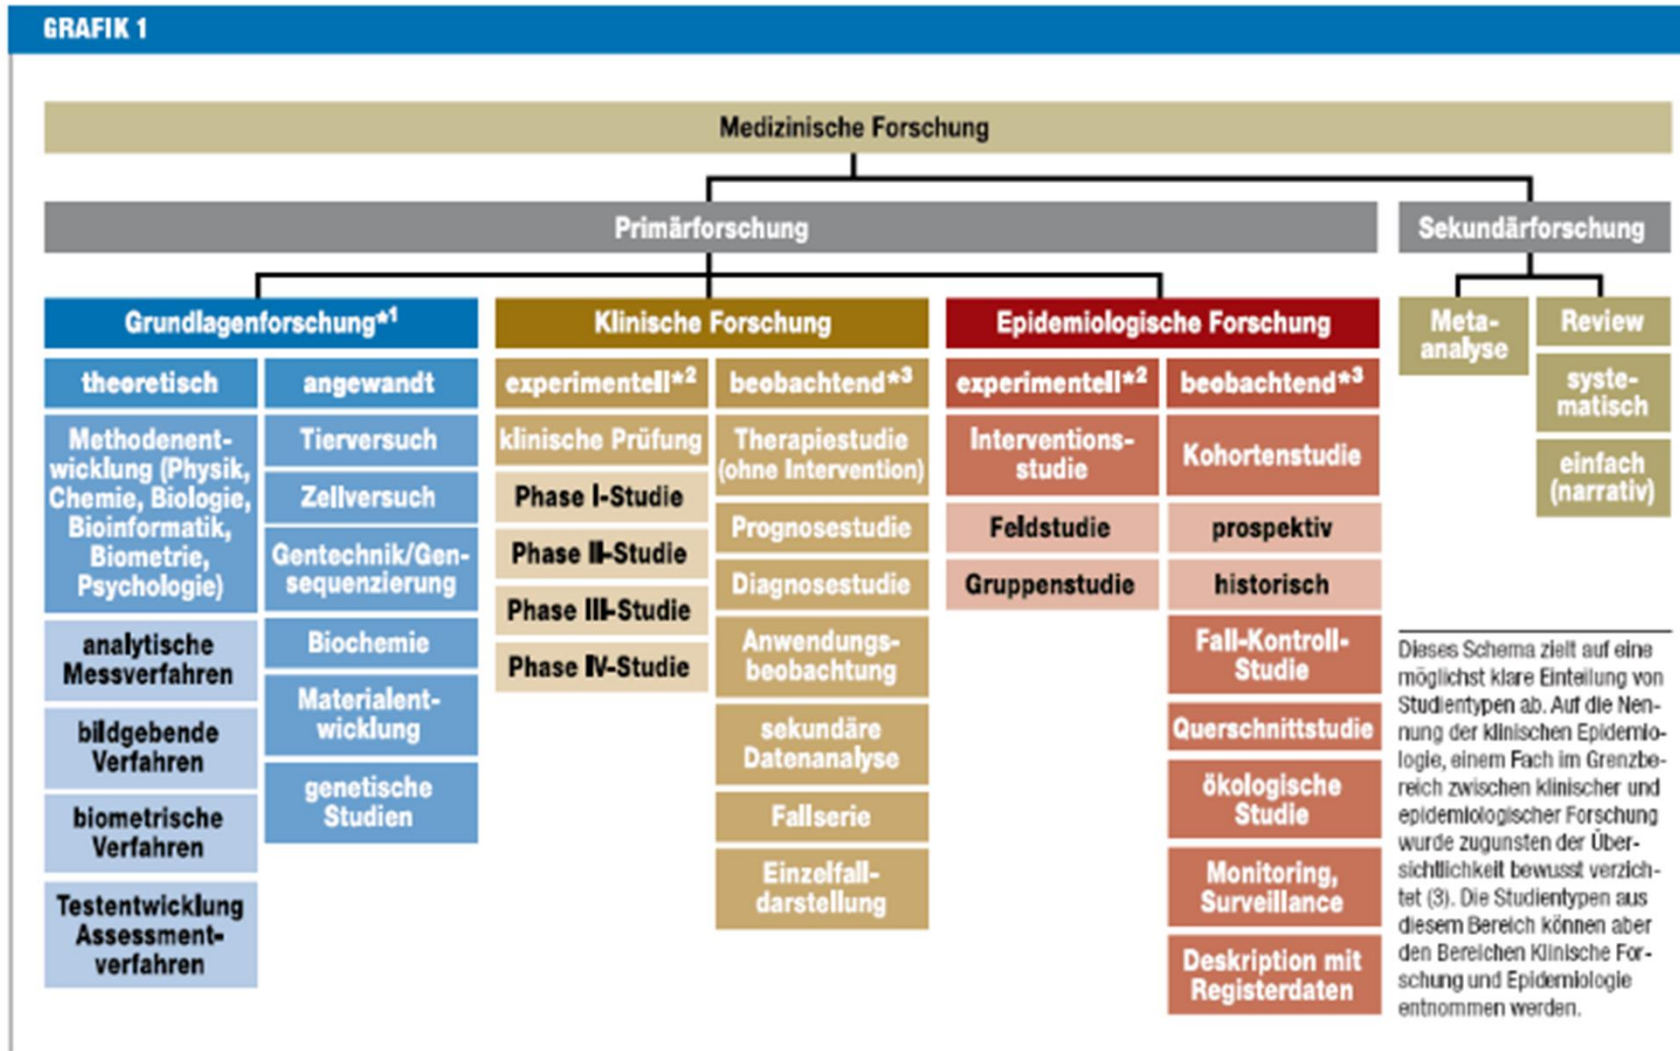 GRAFIK 1
Medizinische Forschung
Primärforschung
Sekundärforschung
Grundlagenforschung*1
theoretisch
Methodenent-
wicklung (Physik,
Chemie, Biologie,
Bioinformatik,
Biometrie,
Psychologie)
analytische
Messverfahren
bildgebende
Verfahren
biometrische
Verfahren
Testentwicklung
Assessment-
verfahren
angewandt
Tierversuch
Zellversuch
Gentechnik/Gen-
sequenzierung
Biochemie
Materialent-
wicklung
genetische
Studien
Klinische Forschung
experimentell*2
klinische Prüfung
Phase I-Studie
Phase II-Studie
Phase III-Studie
Phase IV-Studie
beobachtend*3
Therapiestudie
(ohne Intervention)
Prognosestudie
Diagnosestudie
Anwendungs-
beobachtung
sekundäre
Datenanalyse
Fallserie
Einzelfall-
darstellung
Epidemiologische Forschung
experimentell*2
Interventions-
studie
Feldstudie
Gruppenstudie
beobachtend*3
Kohortenstudie
prospektiv
historisch
Fall-Kontroll-
Studie
Querschnittstudie
ökologische
Studie
Monitoring,
Surveillance
Deskription mit
Registerdaten
Meta-
analyse
Review
syste-
matisch
einfach
(narrativ)
Dieses Schema zielt auf eine
möglichst klare Einteilung von
Studientypen ab. Auf die Nen-
nung der klinischen Epidemio-
logie, einem Fach im Grenzbe-
reich zwischen klinischer und
epidemiologischer Forschung
wurde zugunsten der Über-
sichtlichkeit bewusst verzich-
tet (3). Die Studientypen aus
diesem Bereich können aber
den Bereichen Klinische For-
schung und Epidemiologie
entnommen werden.